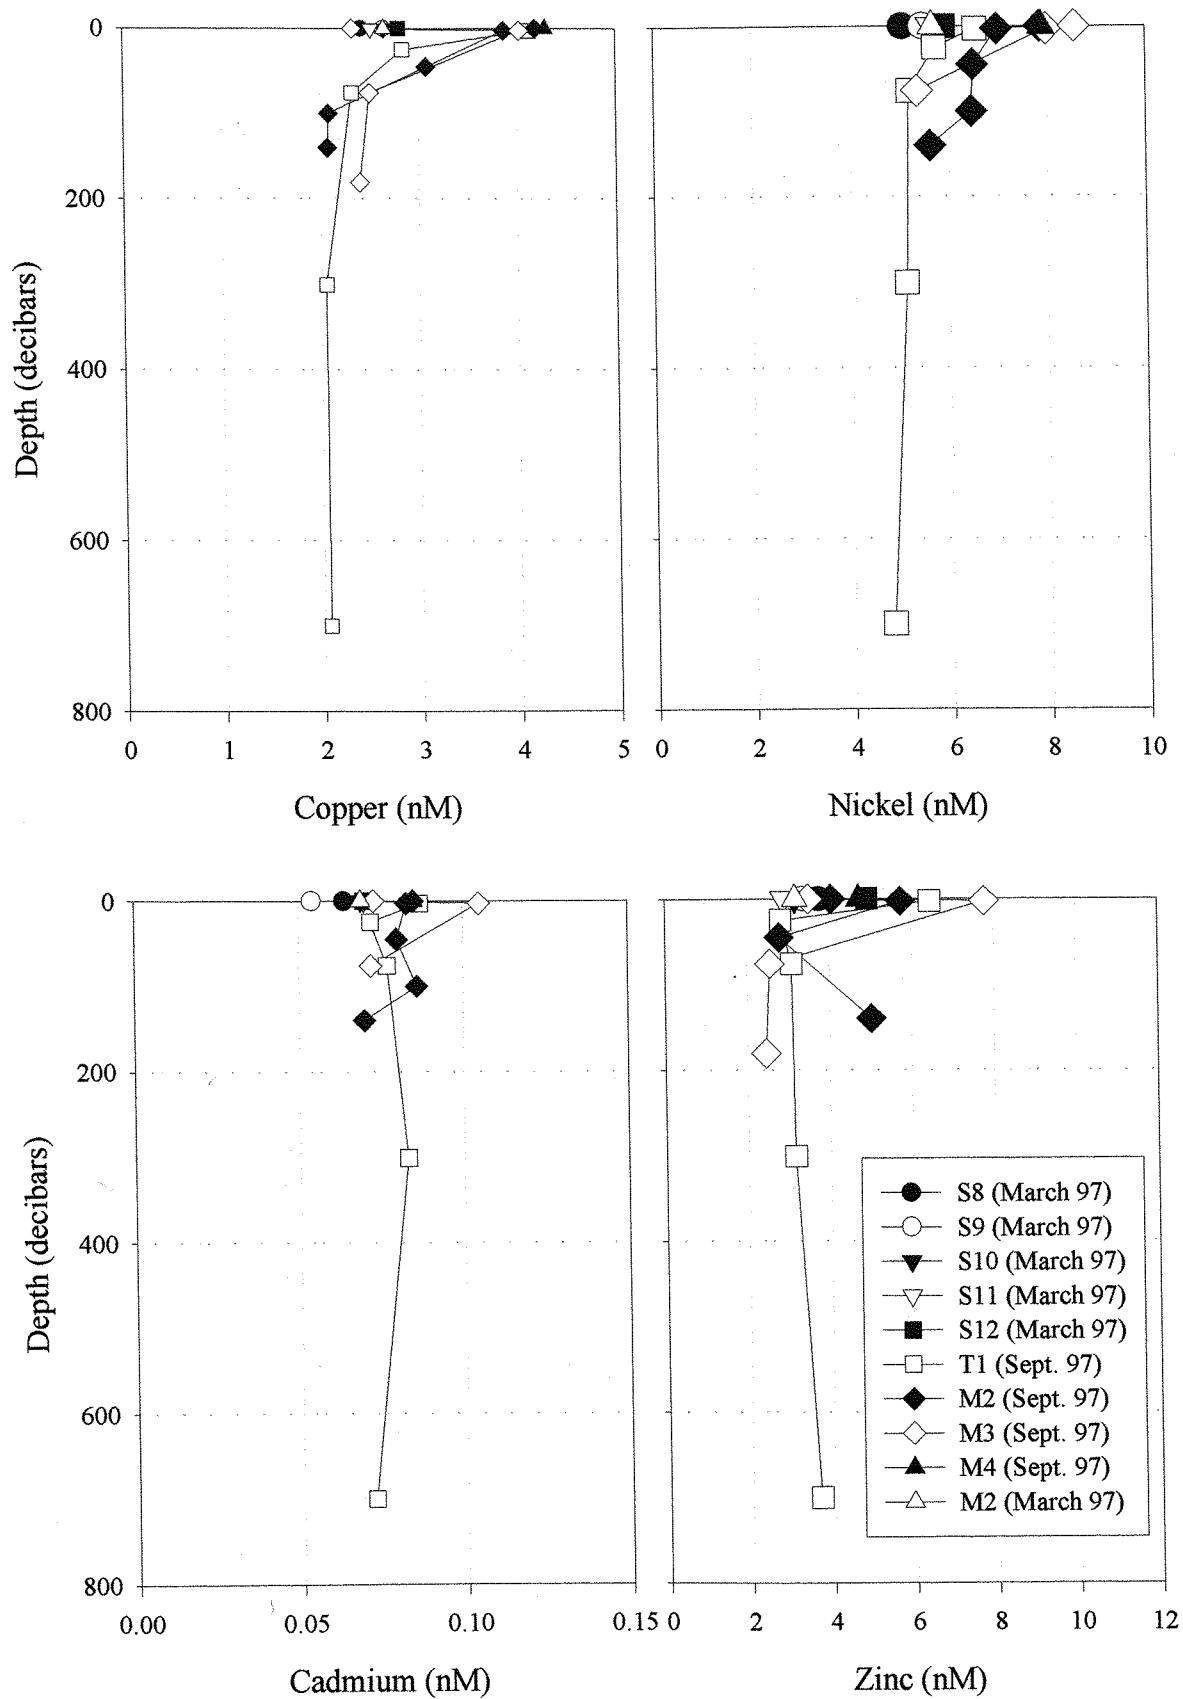 0
200
400
600
800
Depth (decibars)
0 1 2 3 4 5
Copper (nM)
0 2 4 6 8 10
Nickel (nM)
0
200
400
600
800
Depth (decibars)
0.00 0.05 0.10 0.15
Cadmium (nM)
0 2 4 6 8 10 12
Zinc (nM)
S8 (March 97)
S9 (March 97)
S10 (March 97)
S11 (March 97)
S12 (March 97)
T1 (Sept. 97)
M2 (Sept. 97)
M3 (Sept. 97)
M4 (Sept. 97)
M2 (March 97)